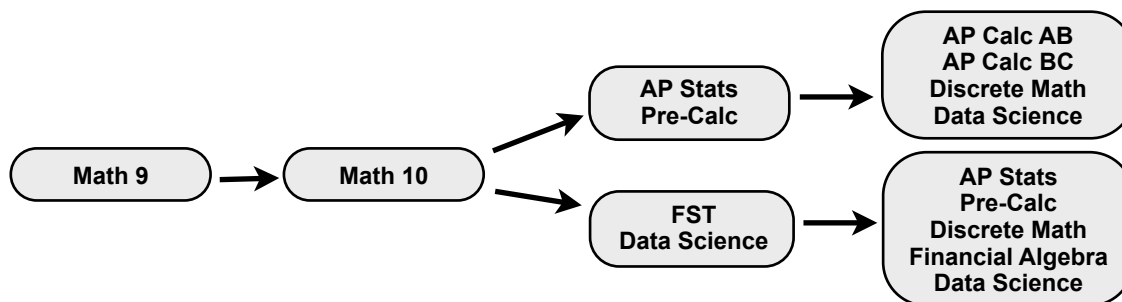 Math 9
Math 10
AP Stats
Pre-Calc
FST
Data Science
AP Calc AB
AP Calc BC
Discrete Math
Data Science
AP Stats
Pre-Calc
Discrete Math
Financial Algebra
Data Science